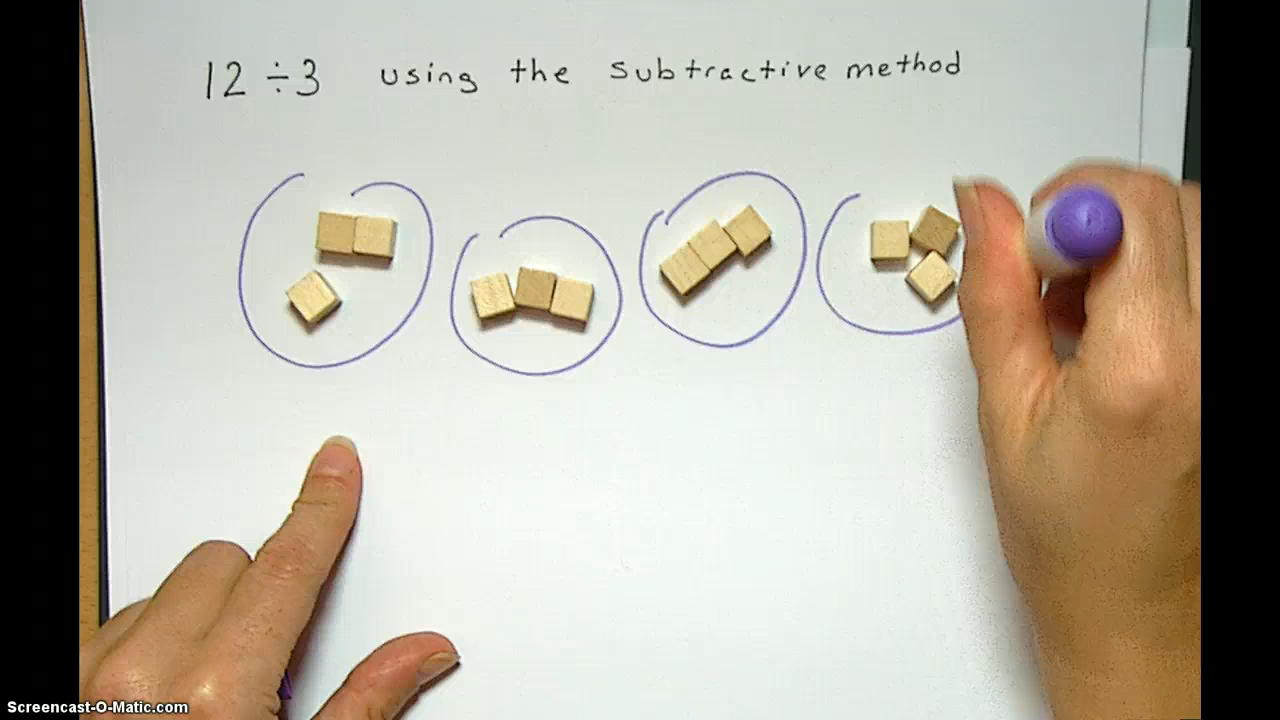 12 ÷ 3 using the subtractive method
Screencast-O-Matic.com